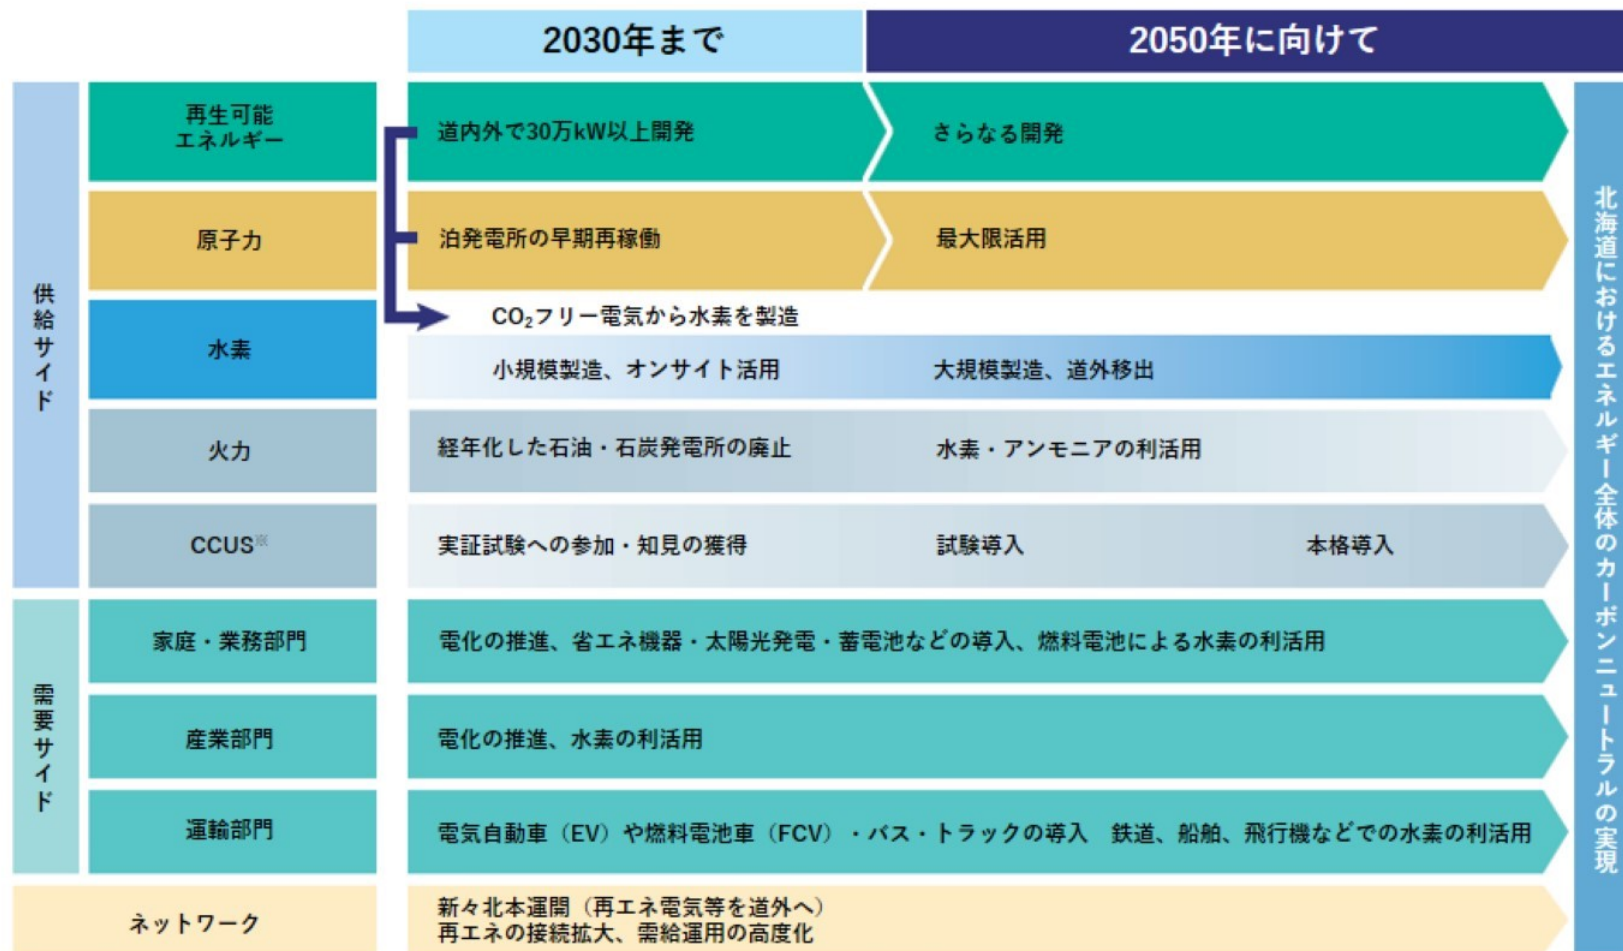 2030年まで
2050年に向けて
供給サイド
再生可能
エネルギー
道内外で30万kW以上開発
さらなる開発
原子力
泊発電所の早期再稼働
最大限活用
水素
CO₂フリー電気から水素を製造
小規模製造、オンサイト活用
大規模製造、道外移出
火力
経年化した石油・石炭発電所の廃止
水素・アンモニアの利活用
CCUS※
実証試験への参加・知見の獲得
試験導入
本格導入
需要サイド
家庭・業務部門
電化の推進、省エネ機器・太陽光発電・蓄電池などの導入、燃料電池による水素の利活用
産業部門
電化の推進、水素の利活用
運輸部門
電気自動車（EV）や燃料電池車（FCV）・バス・トラックの導入　鉄道、船舶、飛行機などでの水素の利活用
ネットワーク
新々北本運開（再エネ電気等を道外へ）
再エネの接続拡大、需給運用の高度化
北海道におけるエネルギー全体のカーボンニュートラルの実現